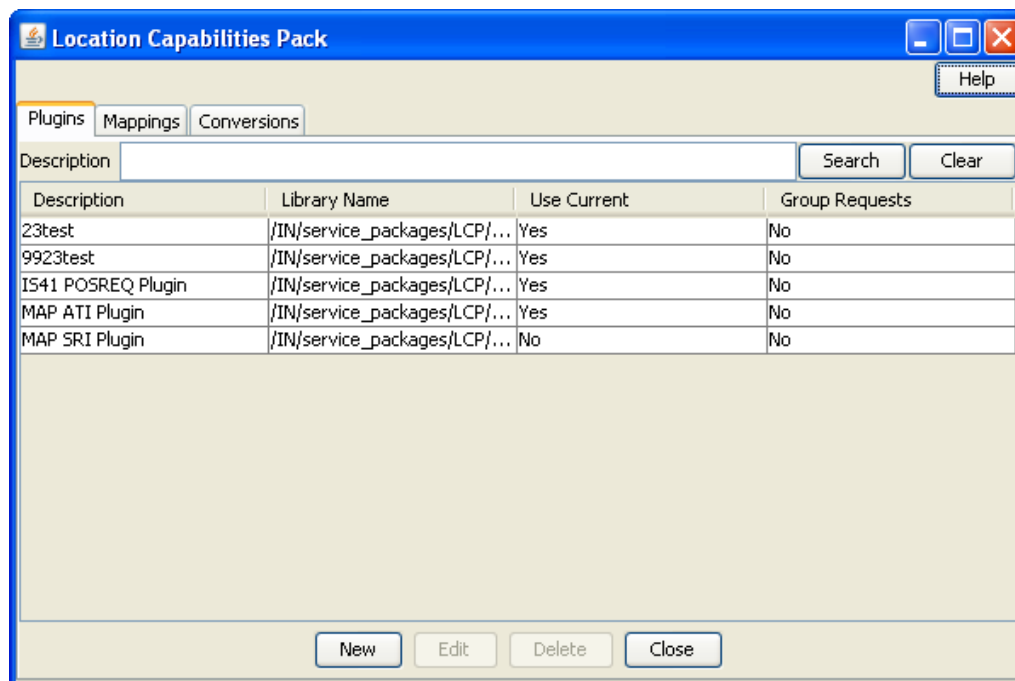 Location Capabilities Pack
Help
Plugins Mappings Conversions
Description Search Clear
Description Library Name Use Current Group Requests
23test /IN/service_packages/LCP/... Yes No
9923test /IN/service_packages/LCP/... Yes No
IS41 POSREQ Plugin /IN/service_packages/LCP/... Yes No
MAP ATI Plugin /IN/service_packages/LCP/... Yes No
MAP SRI Plugin /IN/service_packages/LCP/... No No
New Edit Delete Close